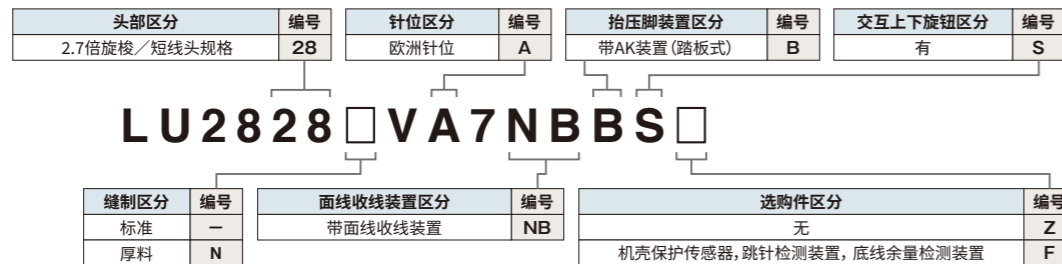 头部区分 编号 针位区分 编号 抬压脚装置区分 编号 交互上下旋钮区分 编号
2.7倍旋梭／短线头规格 28 欧洲针位 A 带AK装置(踏板式) B 有 S
LU2828□VA7NBBS□
缝制区分 编号 面线收线装置区分 编号 选购件区分 编号
标准 － 带面线收线装置 NB 无 Z
厚料 N 机壳保护传感器,跳针检测装置,底线余量检测装置 F